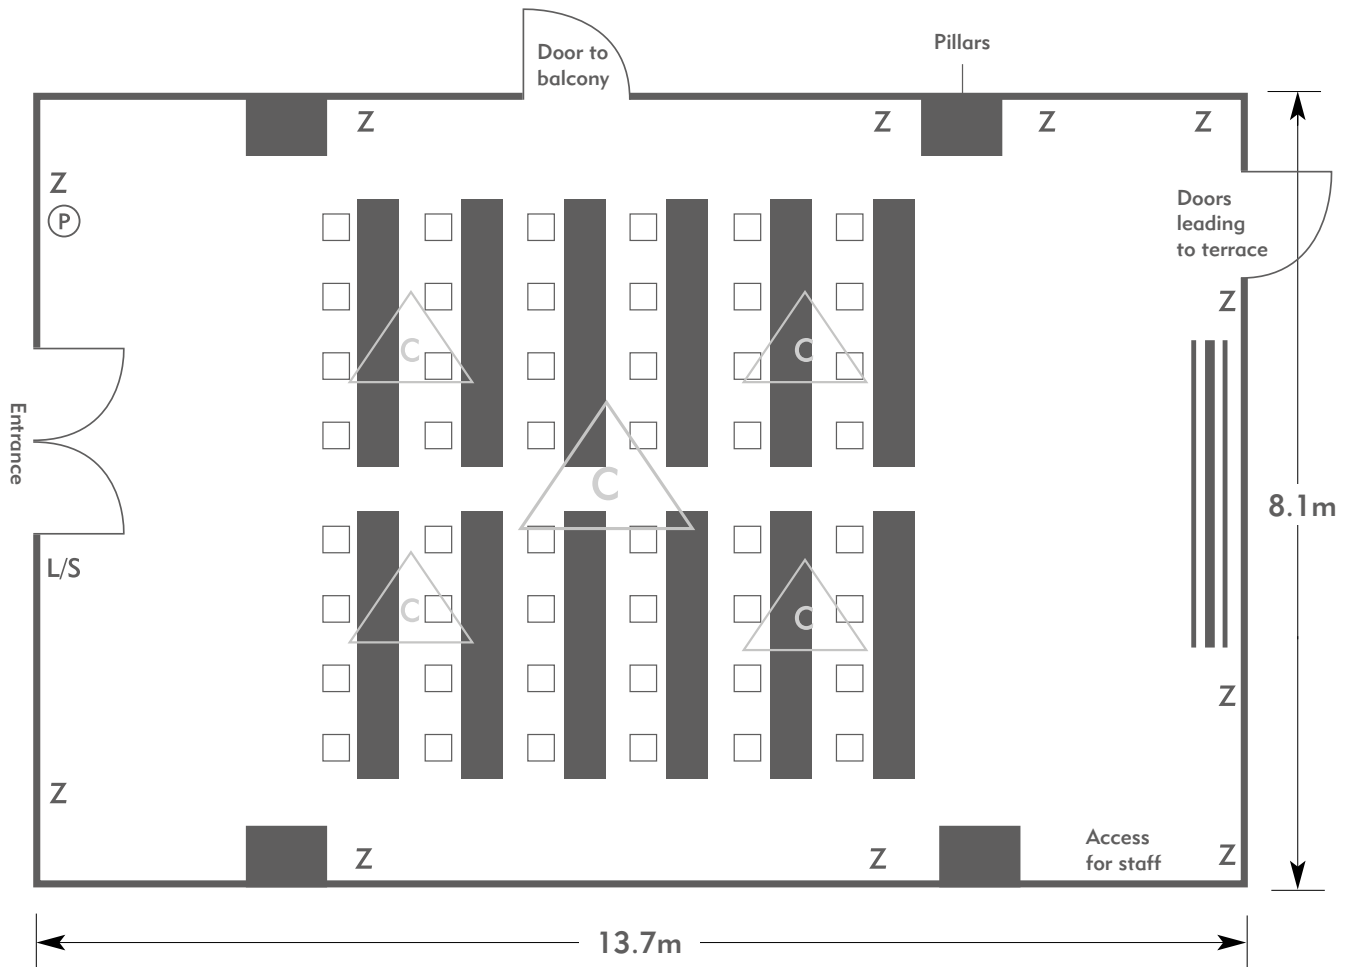 Door to
balcony
Pillars
Z
Z
Z
Z
Z
P
Doors
leading
to terrace
Z
C
C
Entrance
C
8.1m
L/S
C
C
Z
Z
Access
for staff
Z
Z
Z
13.7m